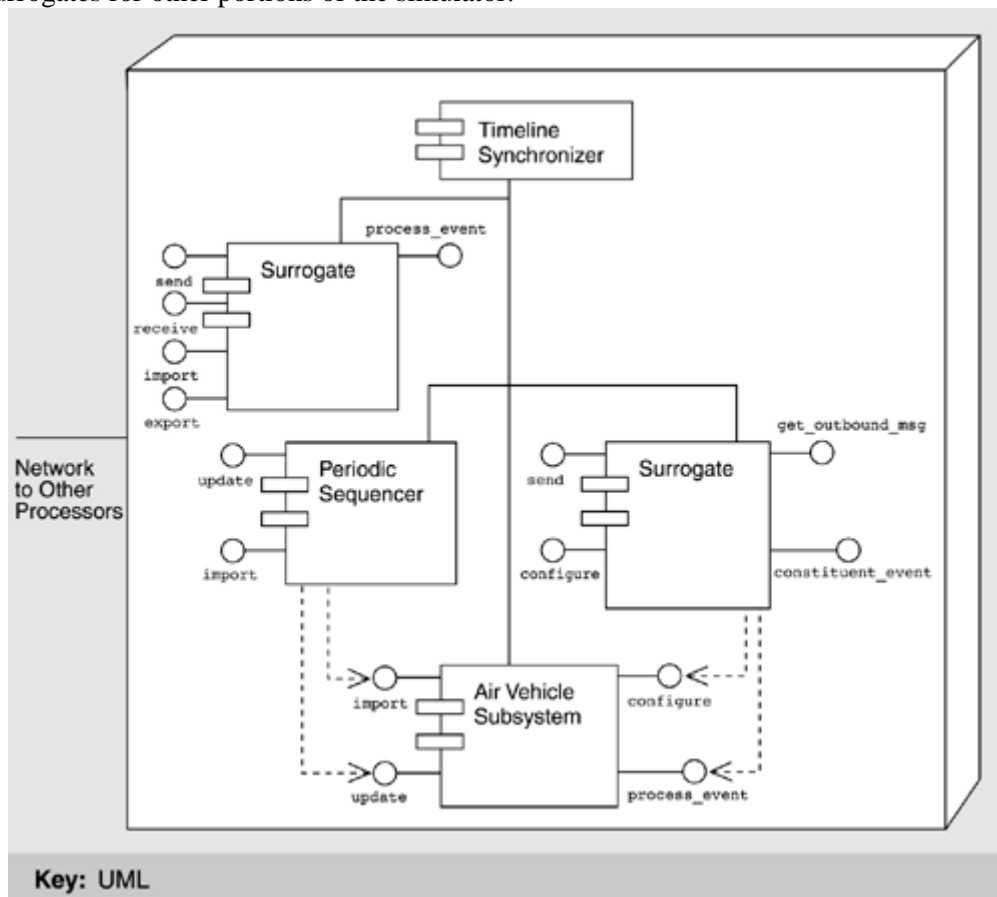 surrogates for other portions of the simulator.
Timeline
Synchronizer
process_event
Surrogate
send
receive
import
export
Network
to Other
Processors
update
Periodic
Sequencer
import
get_outbound_msg
Surrogate
send
configure
constituent_event
import
Air Vehicle
Subsystem
configure
update
process_event
Key: UML